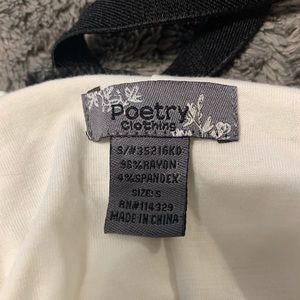 Poetry
Clothing
S/#35216KD
96%RAYON
4%SPANDEX
SIZE:S
RN#114329
MADE IN CHINA